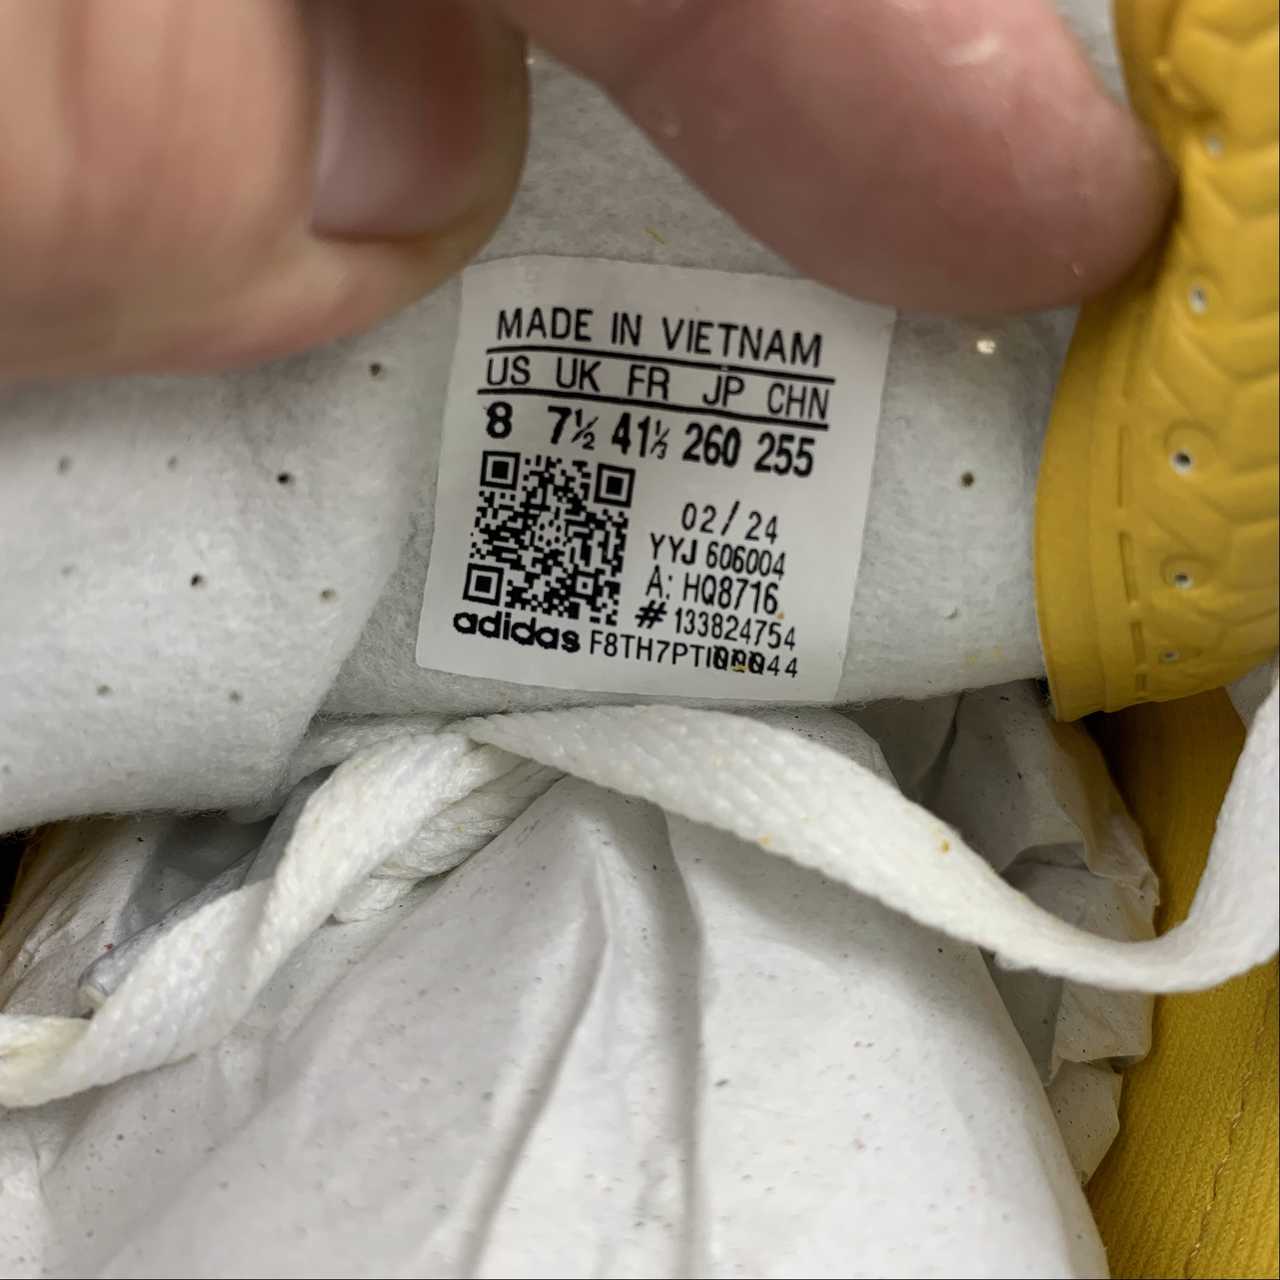 MADE IN VIETNAM
US UK FR JP CHN
8 7½ 41⅓ 260 255
02/24
YYJ 606004
A: HQ8716
# 133824754
adidas